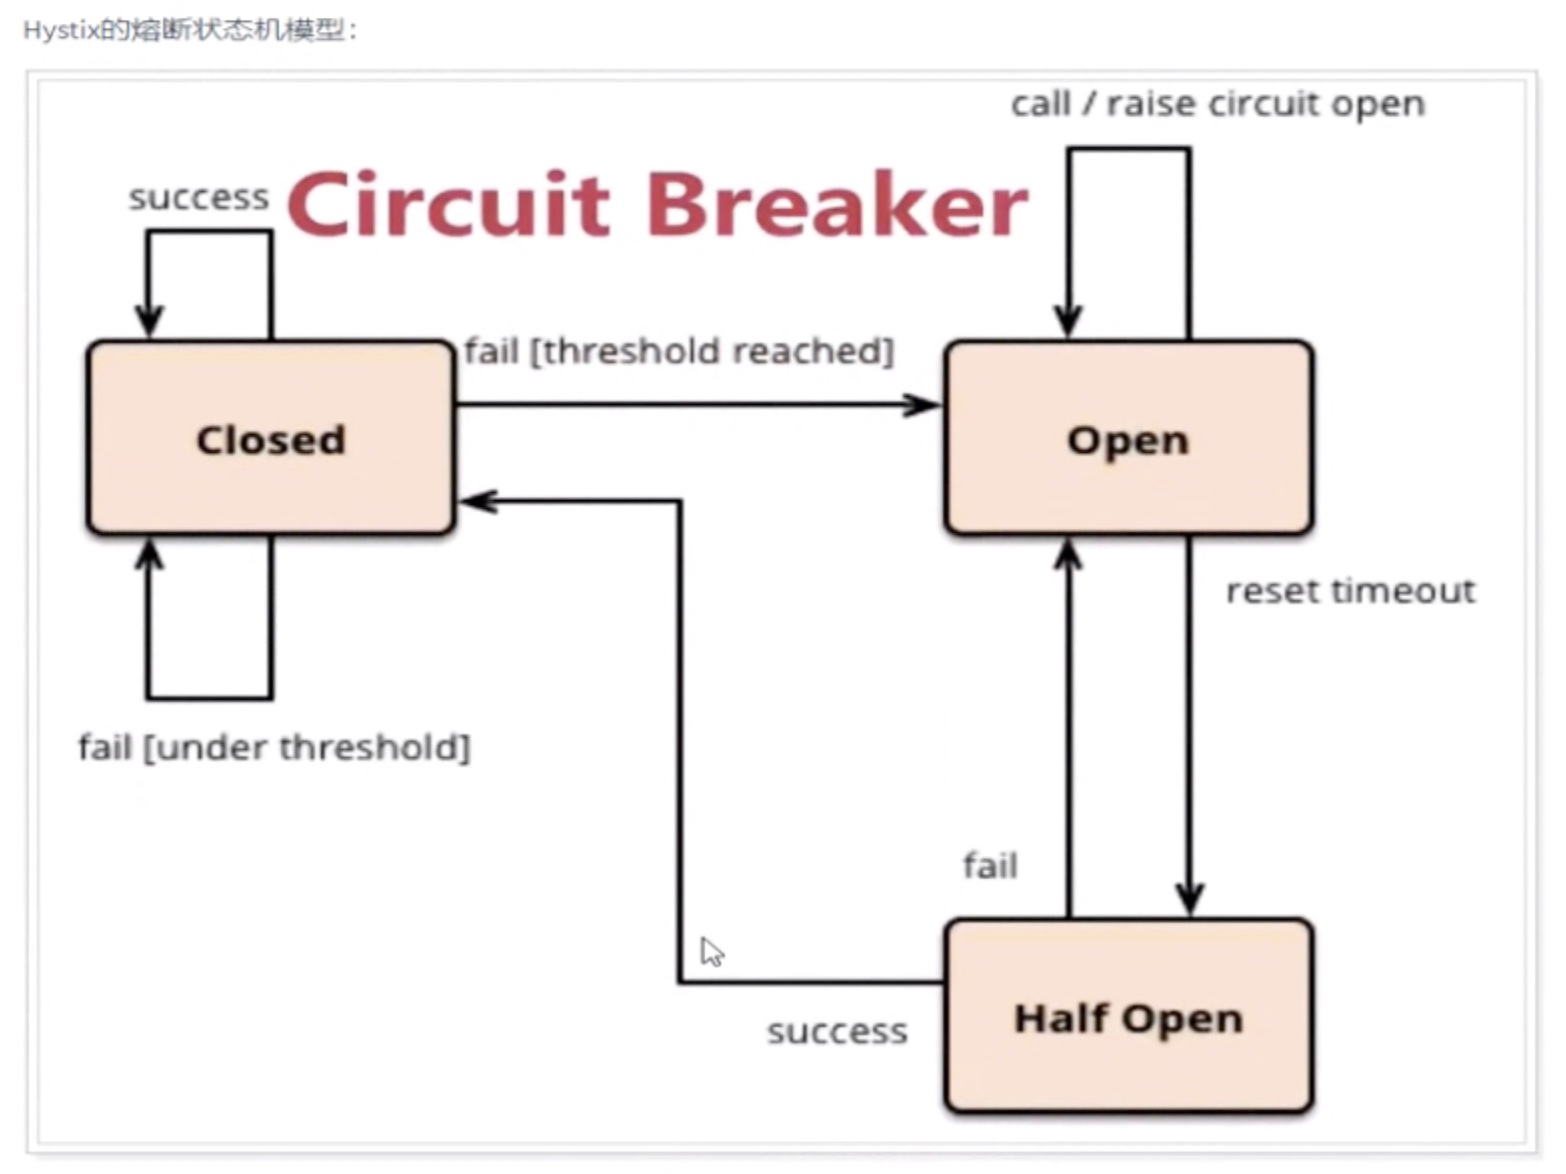 Hystix的熔断状态机模型：
call / raise circuit open
success
Circuit Breaker
fail [threshold reached]
Closed
Open
reset timeout
fail [under threshold]
fail
Half Open
success